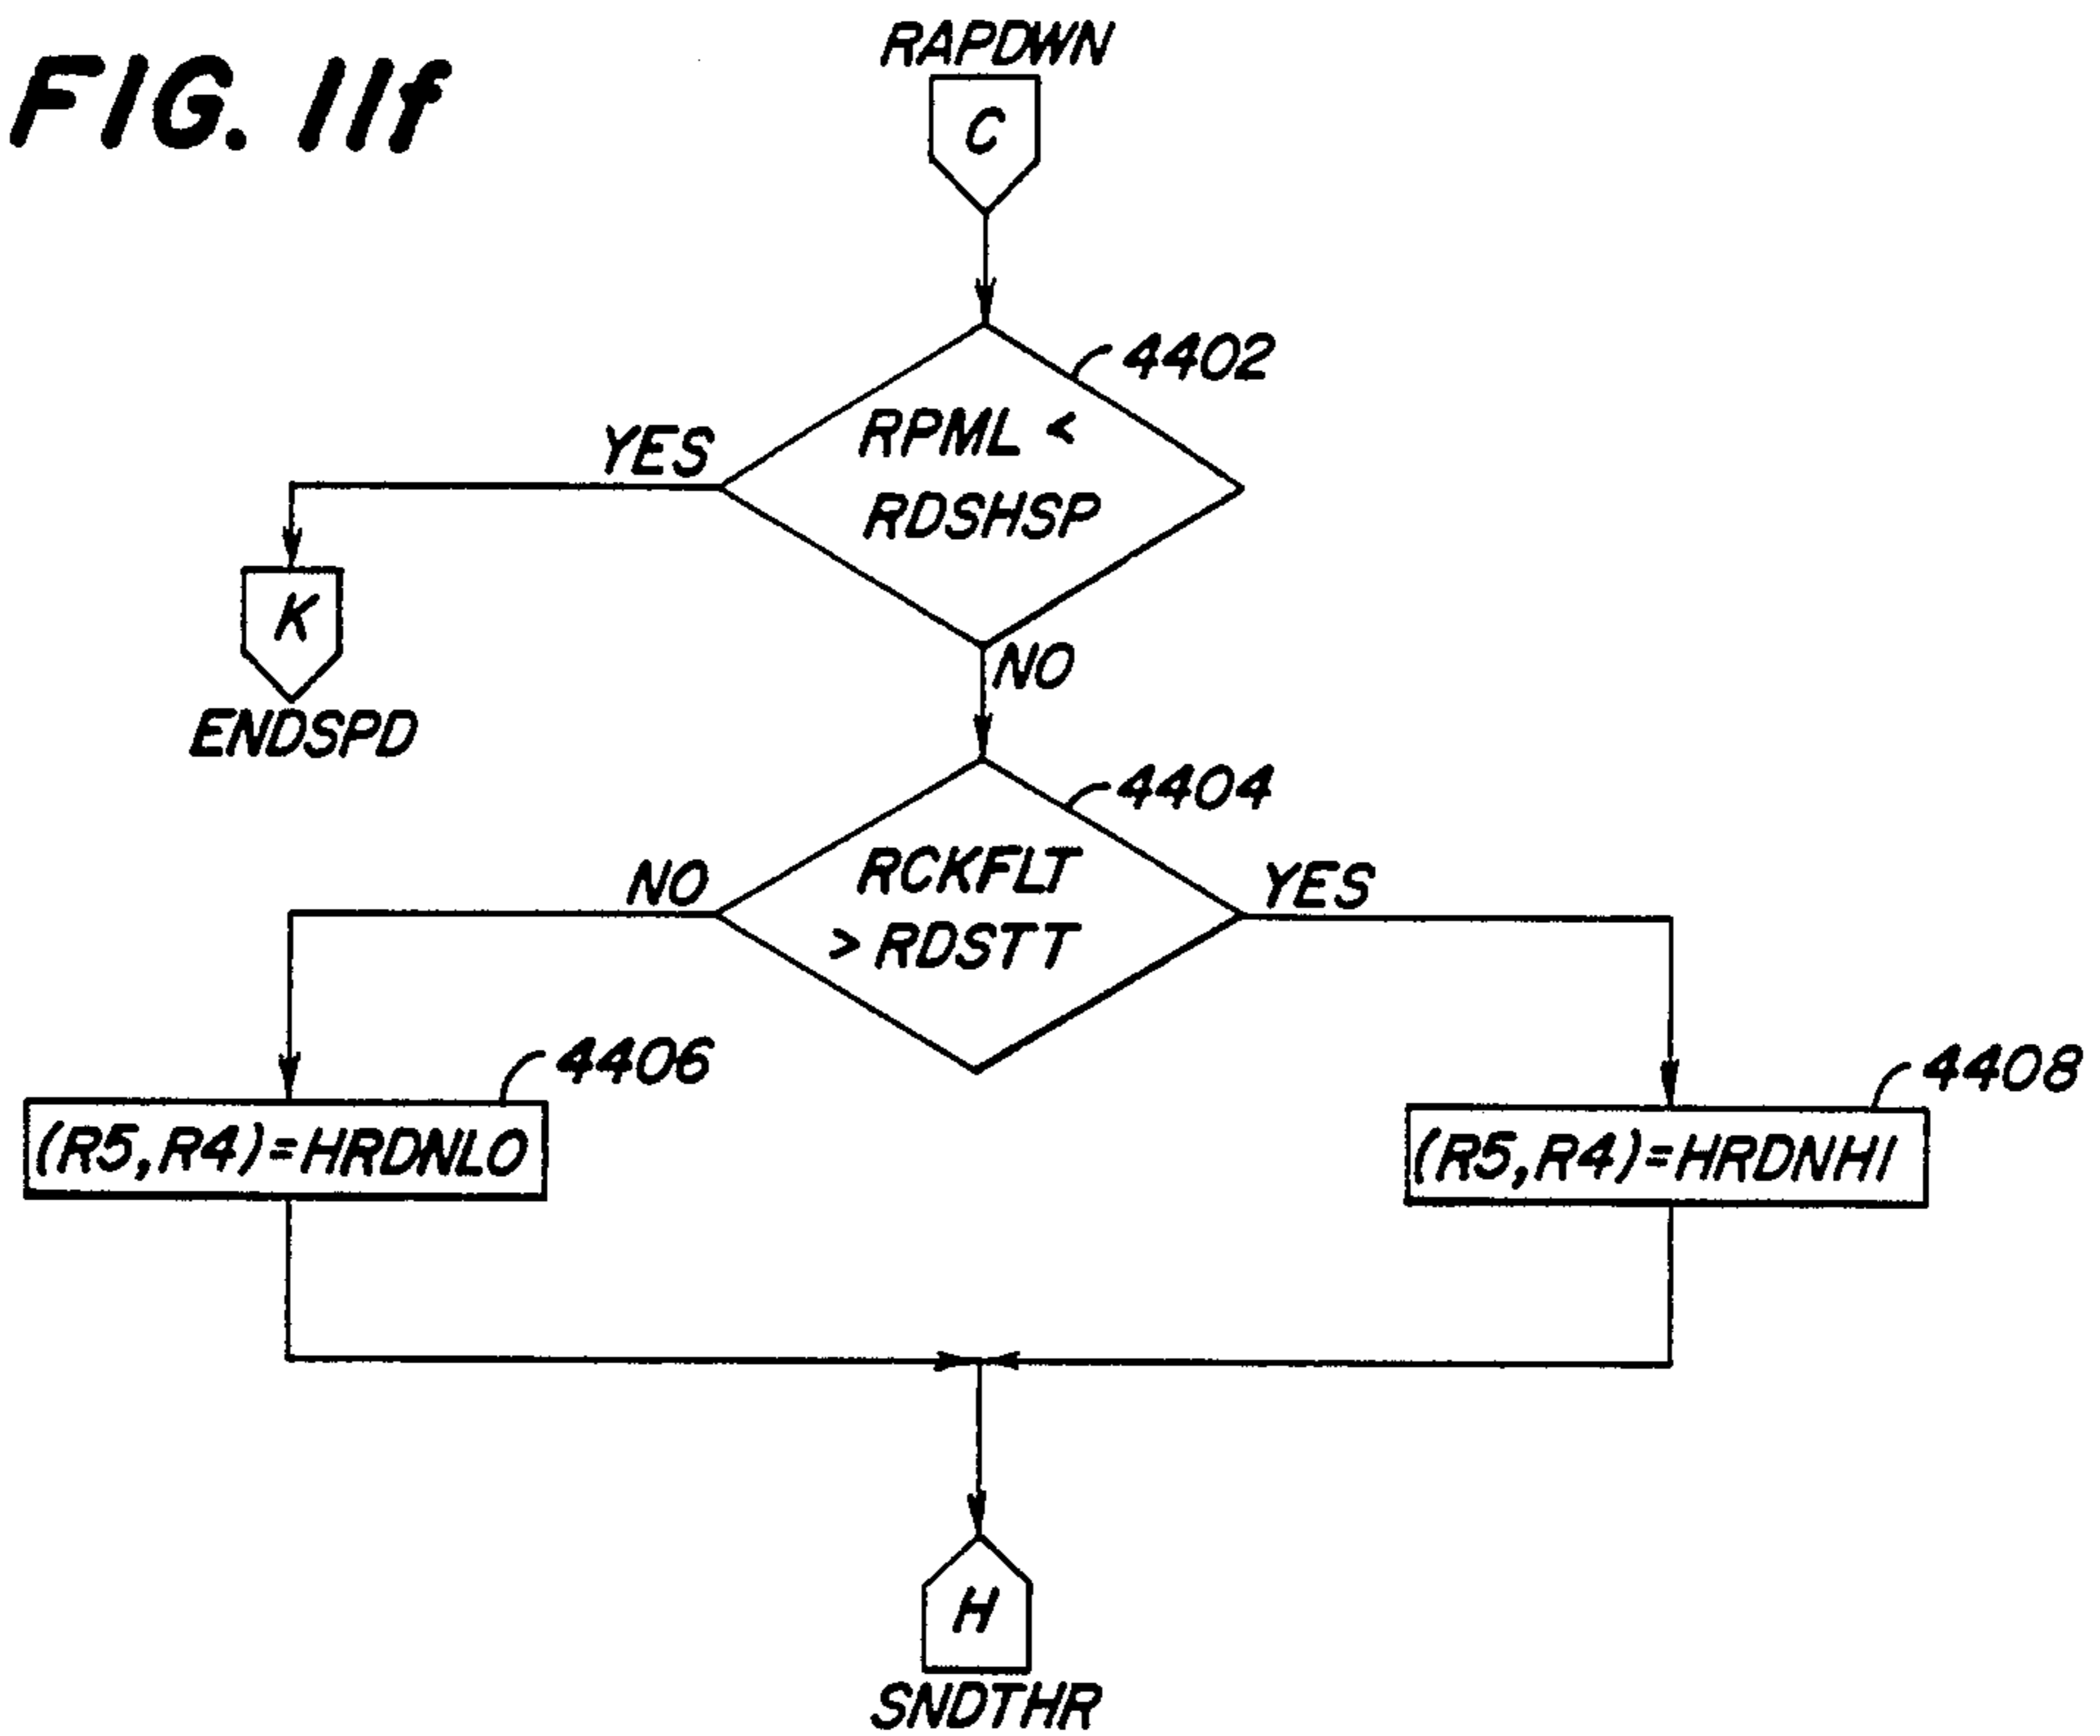 FIG. 11f
RAPDWN
C
4402
RPML <
RDSHSP
YES
K
ENDSPD
NO
4404
RCKFLT
> RDSTT
NO
YES
4406
(R5,R4)=HRDNLO
4408
(R5,R4)=HRDNHI
H
SNDTHR